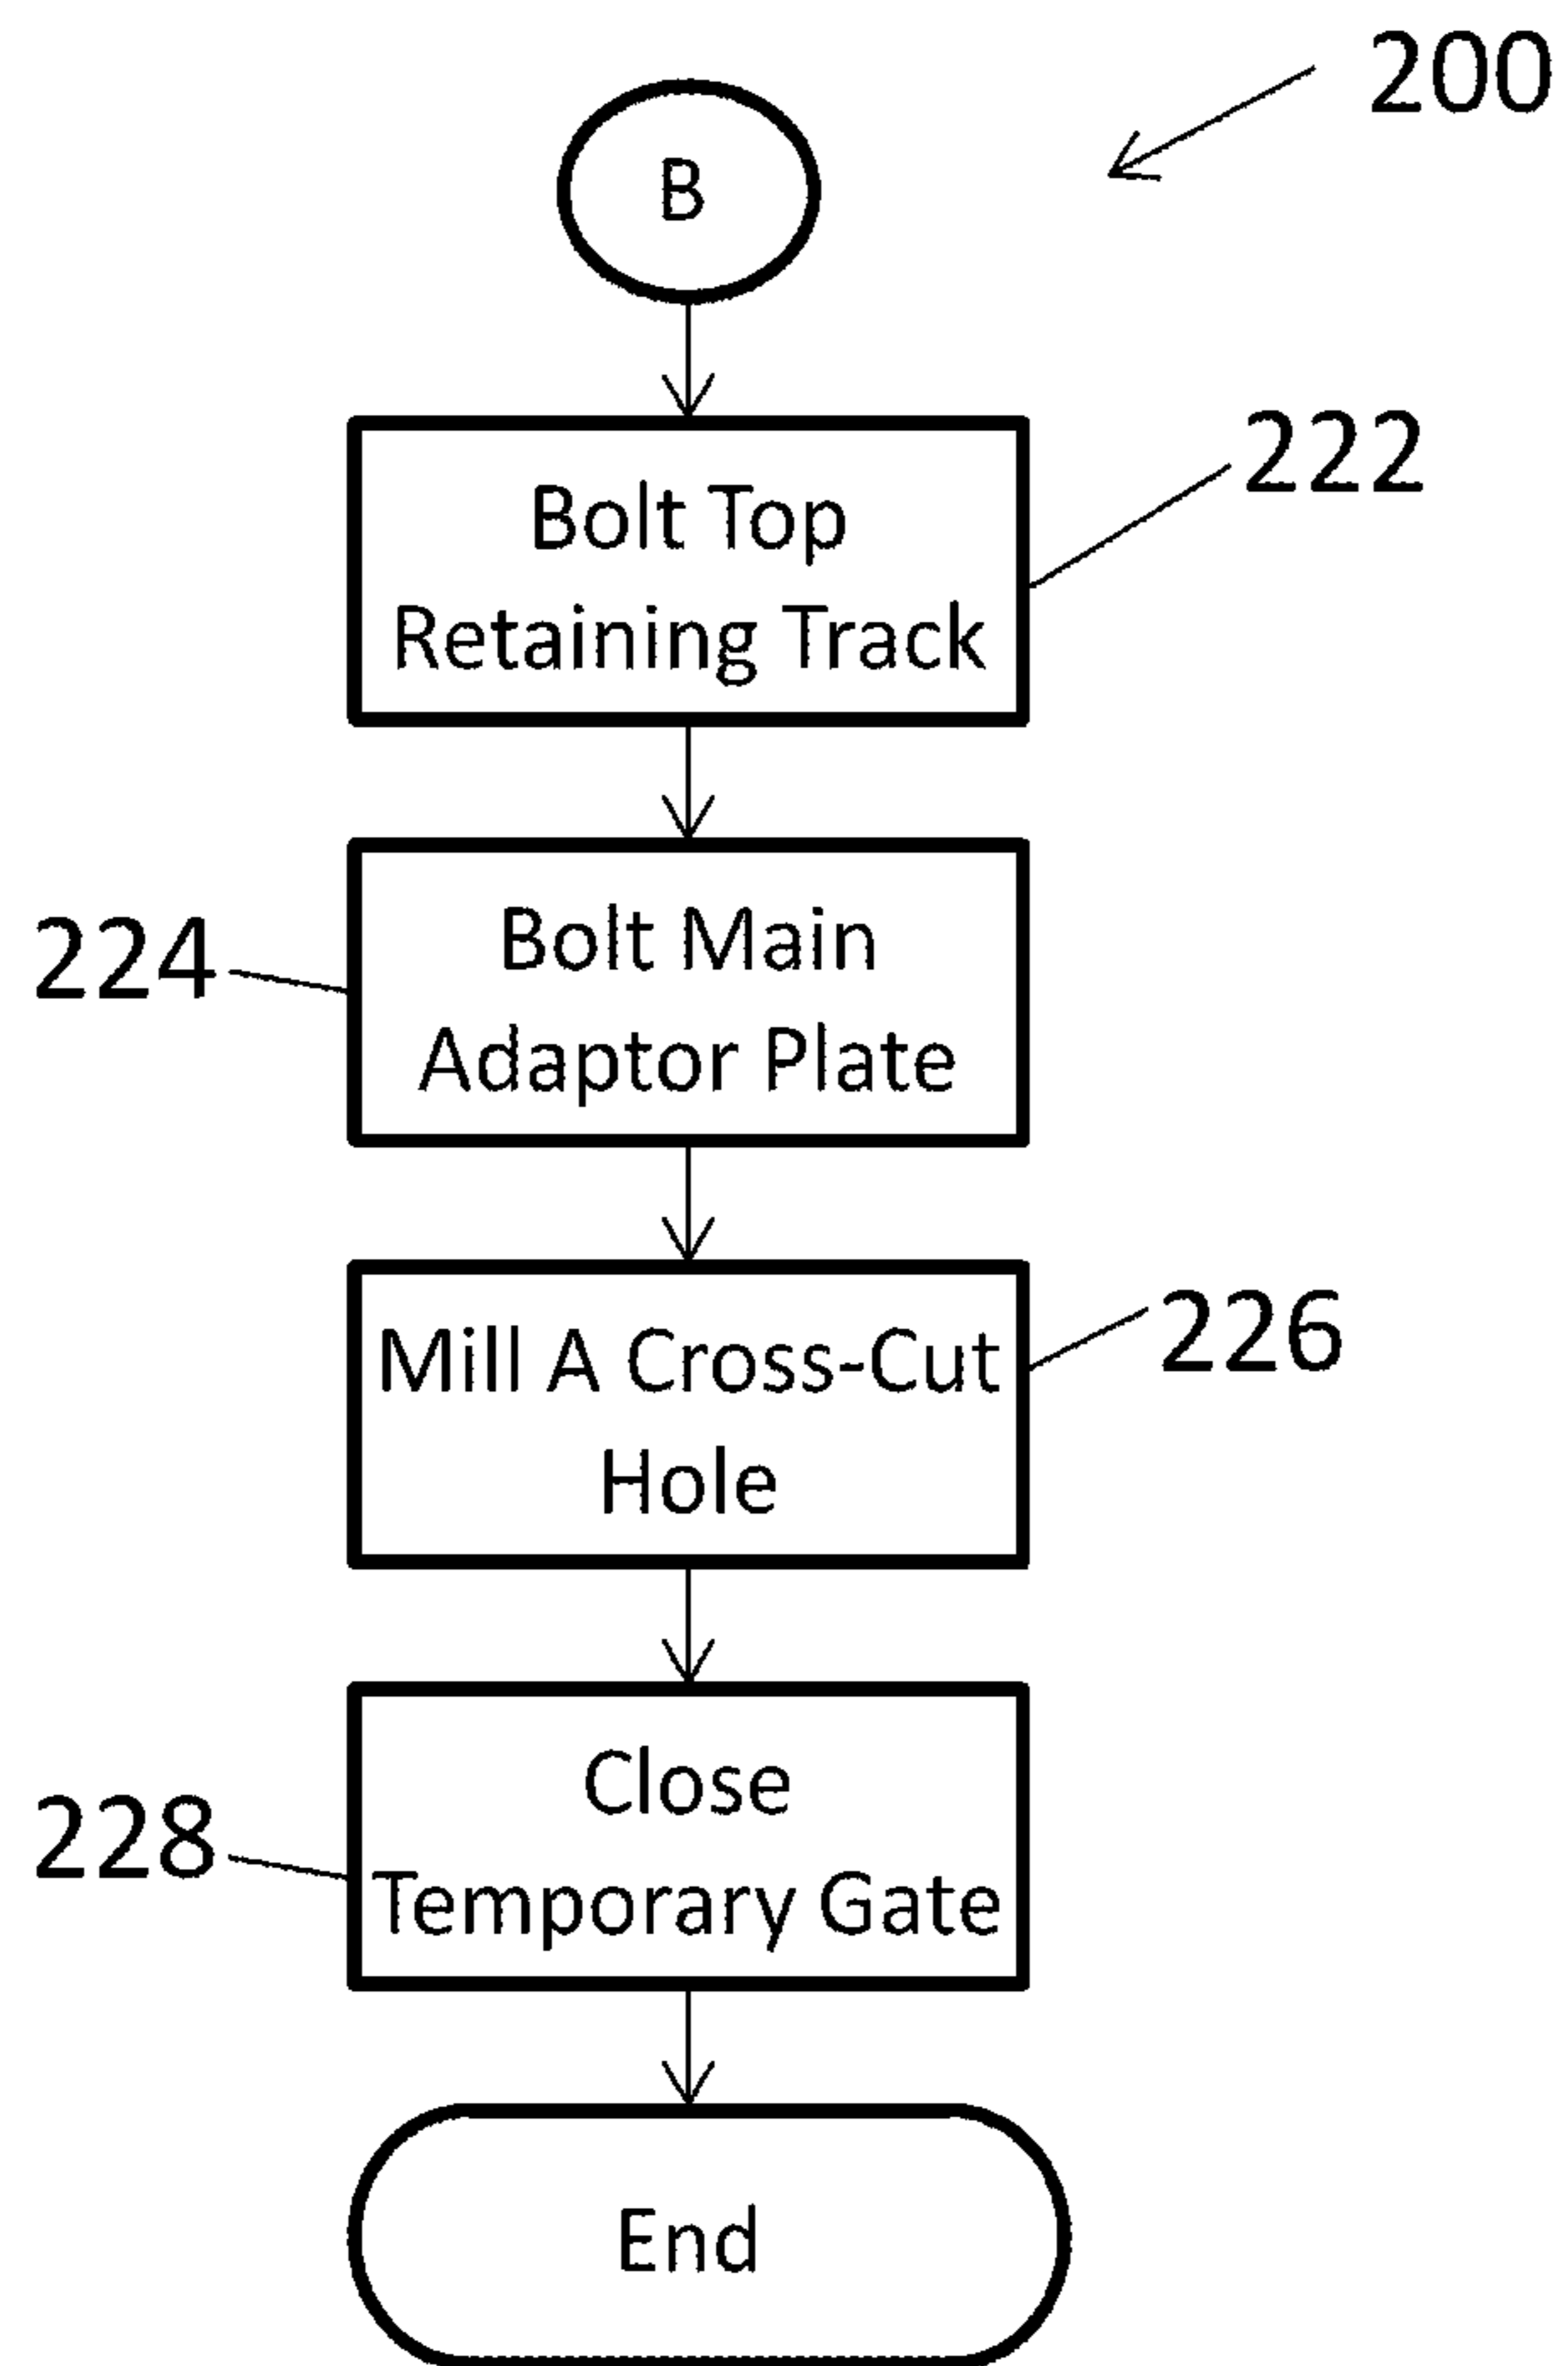 200
B
Bolt Top
Retaining Track
222
Bolt Main
Adaptor Plate
224
Mill A Cross-Cut
Hole
226
Close
Temporary Gate
228
End